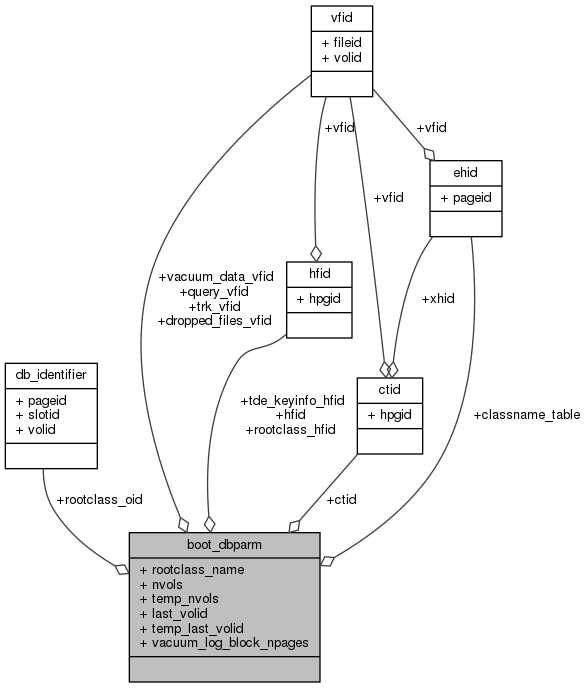 vfid
+ fileid
+ volid
+vfid
+vfid
ehid
+ pageid
+vfid
hfid
+ hpgid
+vacuum_data_vfid
+query_vfid
+trk_vfid
+dropped_files_vfid
+xhid
db_identifier
+ pageid
+ slotid
+ volid
ctid
+ hpgid
+tde_keyinfo_hfid
+hfid
+rootclass_hfid
+classname_table
+rootclass_oid
+ctid
boot_dbparm
+ rootclass_name
+ nvols
+ temp_nvols
+ last_volid
+ temp_last_volid
+ vacuum_log_block_npages